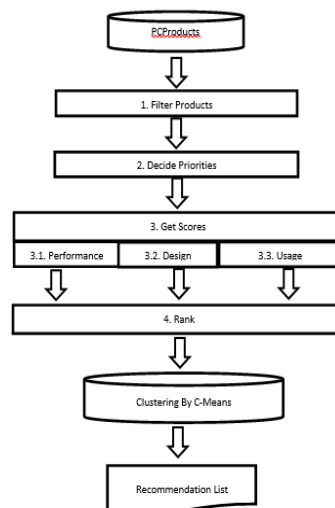 PCProducts
1. Filter Products
2. Decide Priorities
3. Get Scores
3.1. Performance
3.2. Design
3.3. Usage
4. Rank
Clustering By C-Means
Recommendation List